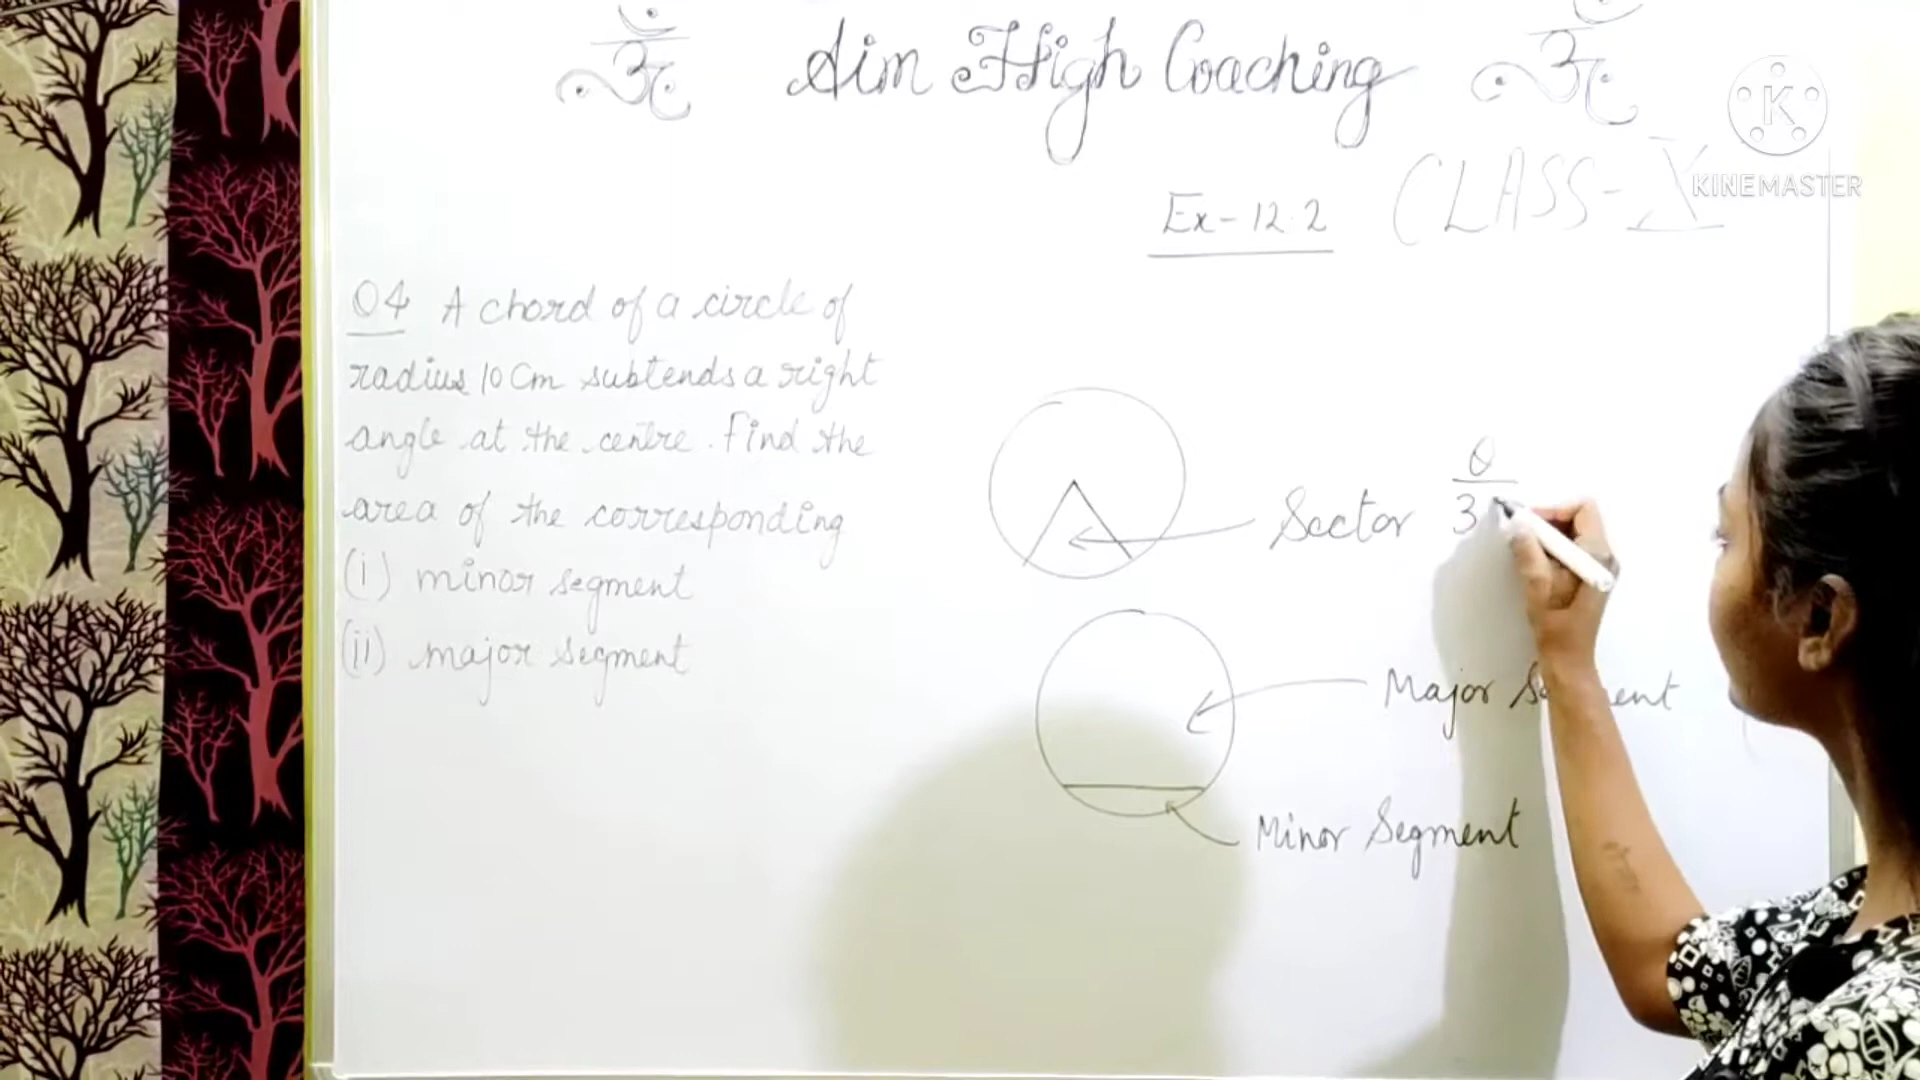 ॐ Aim High Coaching ॐ
K
KINEMASTER
Ex-12.2 CLASS-X
Q4 A chord of a circle of
radius 10 Cm subtends a right
angle at the centre. Find the
area of the corresponding
(i) minor segment
(ii) major segment
Sector θ
3
Major
Minor Segment